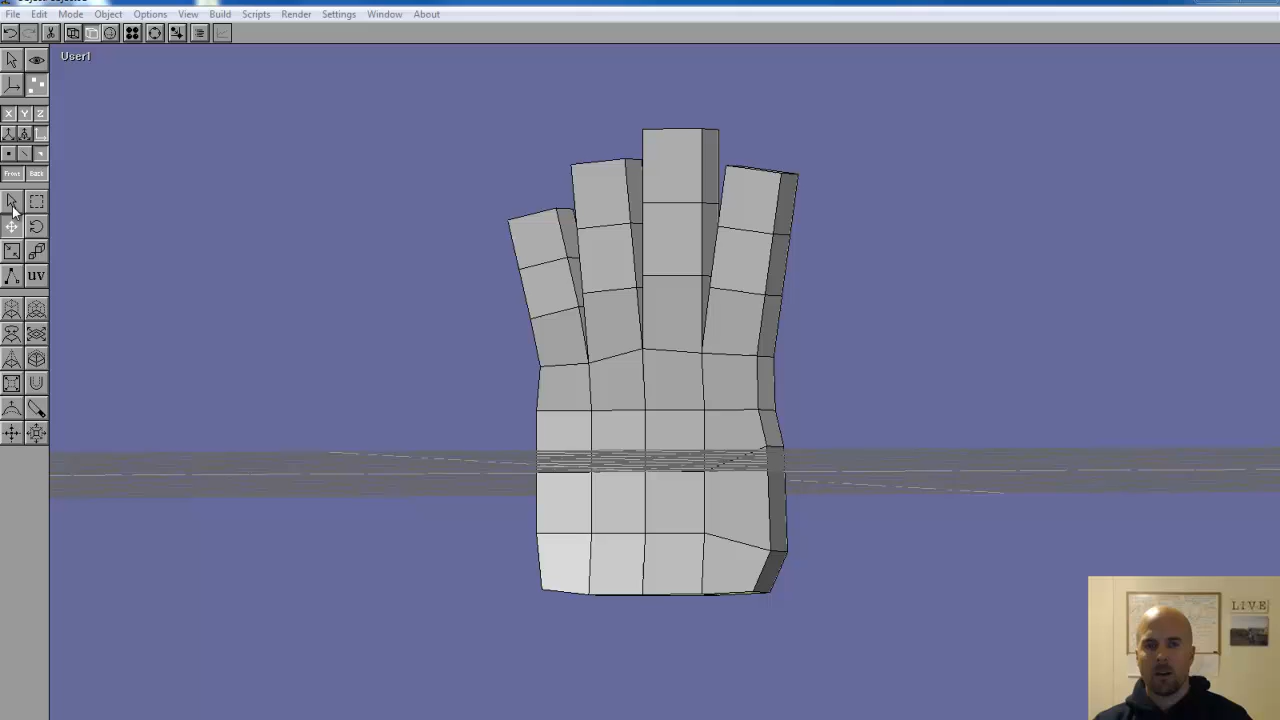 File Edit Mode Object Options View Build Scripts Render Settings Window About
User1
X Y Z
Front Back
uv
LIVE